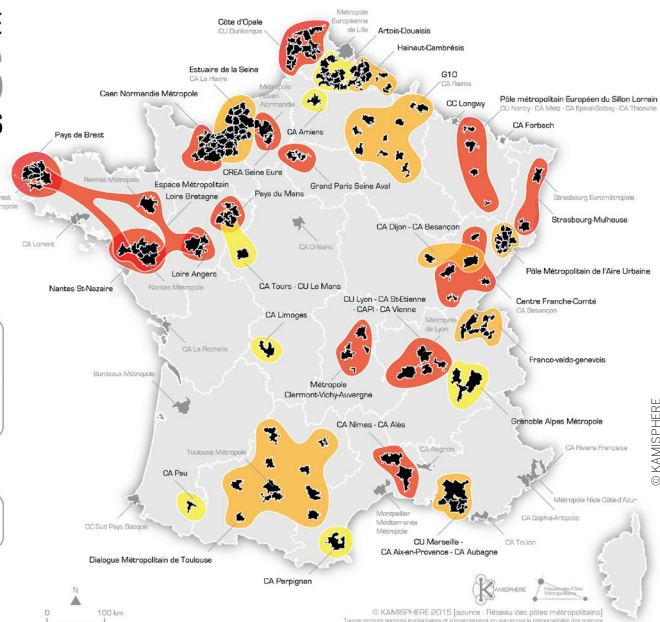 E
S
Côte d'Opale
CU Dunkerque
Métropole
Européenne
de Lille
Artois-Douaisis
Hainaut-Cambrésis
Estuaire de la Seine
CA Le Havre
Métropole
Rouen
Normandie
G10
CA Reims
Caen Normandie Métropole
CA Amiens
CC Longwy
Pôle métropolitain Européen du Sillon Lorrain
CU Nancy - CA Metz - CA Epinal-Golbey - CA Thionville
CA Forbach
Pays de Brest
CREA Seine Eure
Grand Paris Seine Aval
Rennes Métropole
Espace Métropolitain
Loire Bretagne
Pays du Mans
Strasbourg Eurométropole
CA Lorient
CA Orléans
CA Dijon - CA Besançon
Strasbourg-Mulhouse
Loire Angers
CA Tours - CU Le Mans
Pôle Métropolitain de l'Aire Urbaine
Nantes St-Nazaire
Nantes Métropole
CU Lyon - CA St-Etienne
- CAPI - CA Vienne
Centre Franche-Comté
CA Besançon
CA Limoges
Métropole
de Lyon
CA La Rochelle
Franco-valdo-genevois
Bordeaux Métropole
Métropole
Clermont-Vichy-Auvergne
Grenoble Alpes Métropole
CA Nîmes - CA Alès
Toulouse Métropole
CA Avignon
CA Riviera Française
CA Pau
Métropole Nice Côte-d'Azur
CA Sophia-Antipolis
CC Sud Pays Basque
Montpellier
Méditerranée
Métropole
CA Toulon
CU Marseille -
CA Aix-en-Provence - CA Aubagne
Dialogue Métropolitain de Toulouse
CA Perpignan
© KAMISPHERE
N
0 100 km
KAMISPHERE
Réseau des Pôles
Métropolitains
© KAMISPHERE 2015 [source : Réseau des pôles métropolitains]